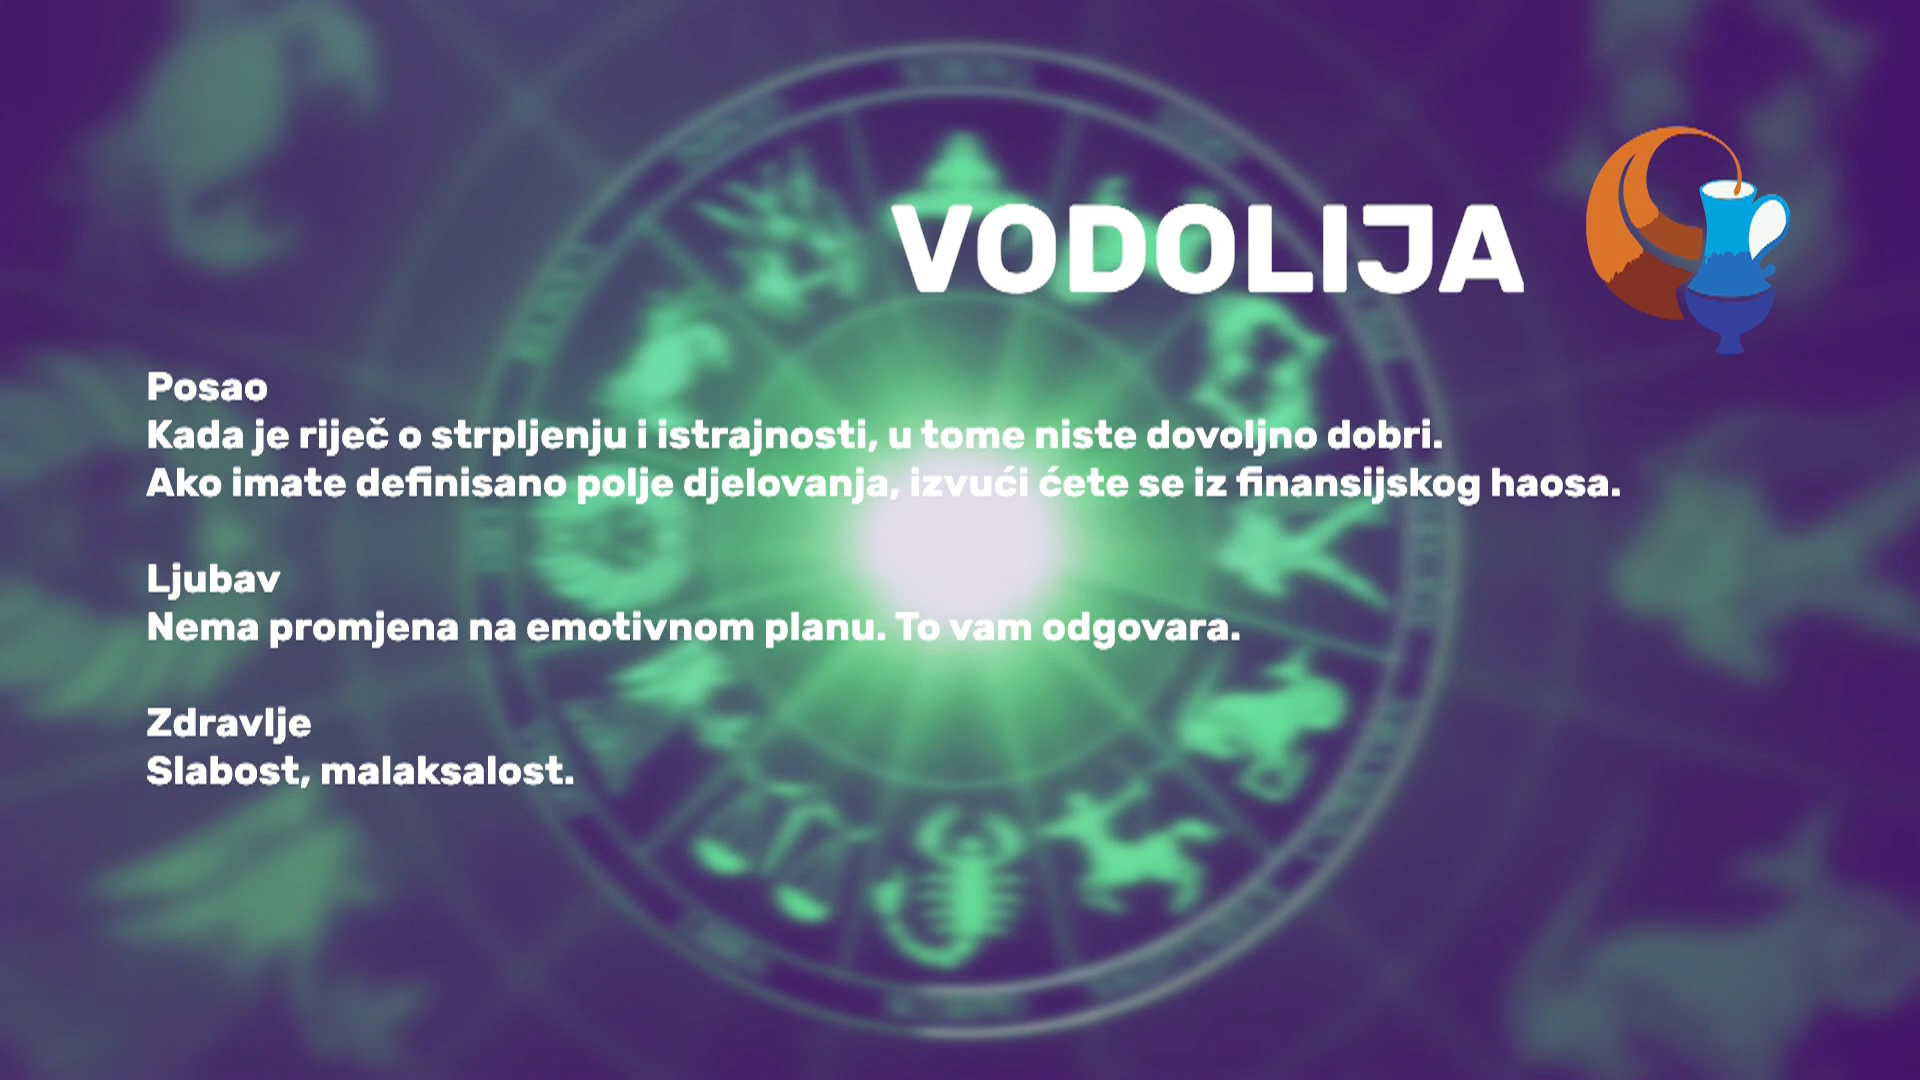 VODOLIJA
Posao
Kada je riječ o strpljenju i istrajnosti, u tome niste dovoljno dobri.
Ako imate definisano polje djelovanja, izvući ćete se iz finansijskog haosa.
Ljubav
Nema promjena na emotivnom planu. To vam odgovara.
Zdravlje
Slabost, malaksalost.